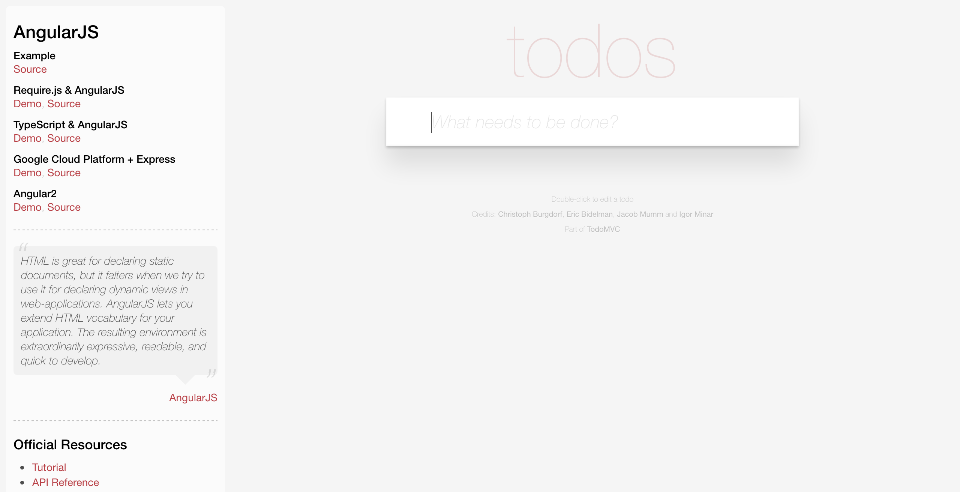 AngularJS
Example
Source
Require.js & AngularJS
Demo, Source
TypeScript & AngularJS
Demo, Source
Google Cloud Platform + Express
Demo, Source
Angular2
Demo, Source
“
HTML is great for declaring static
documents, but it falters when we try to
use it for declaring dynamic views in
web-applications. AngularJS lets you
extend HTML vocabulary for your
application. The resulting environment is
extraordinarily expressive, readable, and
quick to develop.
”
AngularJS
Official Resources
• Tutorial
• API Reference
todos
What needs to be done?
Double-click to edit a todo
Credits: Christoph Burgdorf, Eric Bidelman, Jacob Mumm and Igor Minar
Part of TodoMVC